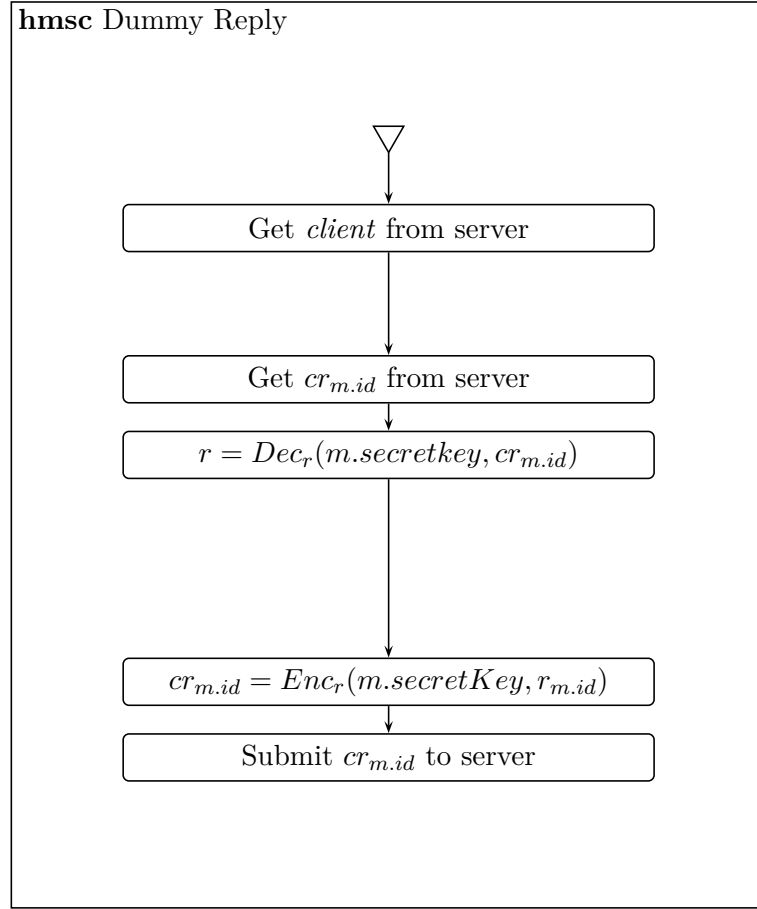 hmsc Dummy Reply
Get client from server
Get cr_{m.id} from server
r = Dec_r(m.secretkey, cr_{m.id})
cr_{m.id} = Enc_r(m.secretKey, r_{m.id})
Submit cr_{m.id} to server